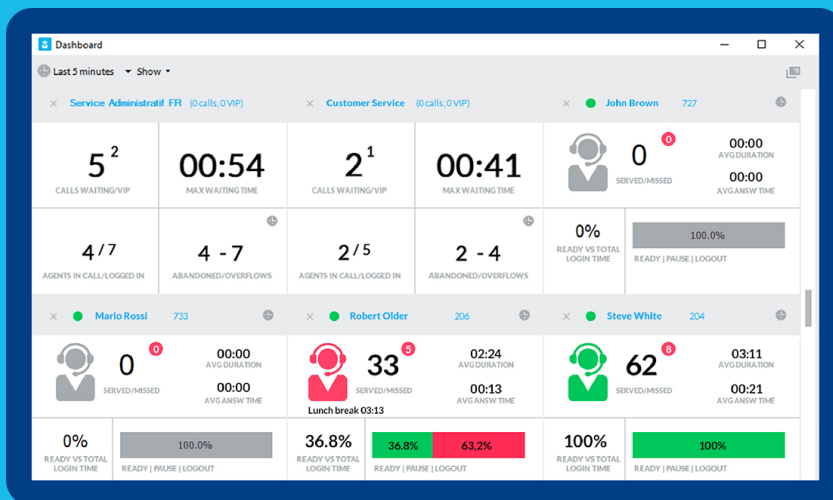 Dashboard
Last 5 minutes Show
Service Administratif FR (0 calls, 0 VIP)
Customer Service (0 calls, 0 VIP)
John Brown 727
5 2
CALLS WAITING/VIP
00:54
MAX WAITING TIME
2 1
CALLS WAITING/VIP
00:41
MAX WAITING TIME
0 0
SERVED/MISSED
00:00
AVG DURATION
00:00
AVG ANSW TIME
4/7
AGENTS IN CALL/LOGGED IN
4 - 7
ABANDONED/OVERFLOWS
2/5
AGENTS IN CALL/LOGGED IN
2 - 4
ABANDONED/OVERFLOWS
0%
READY VS TOTAL
LOGIN TIME
100.0%
READY | PAUSE | LOGOUT
Mario Rossi 733
Robert Older 206
Steve White 204
0 0
SERVED/MISSED
00:00
AVG DURATION
00:00
AVG ANSW TIME
33 5
SERVED/MISSED
Lunch break 03:13
02:24
AVG DURATION
00:13
AVG ANSW TIME
62 8
SERVED/MISSED
03:11
AVG DURATION
00:21
AVG ANSW TIME
0%
READY VS TOTAL
LOGIN TIME
100.0%
READY | PAUSE | LOGOUT
36.8%
READY VS TOTAL
LOGIN TIME
36.8% 63,2%
READY | PAUSE | LOGOUT
100%
READY VS TOTAL
LOGIN TIME
100%
READY | PAUSE | LOGOUT